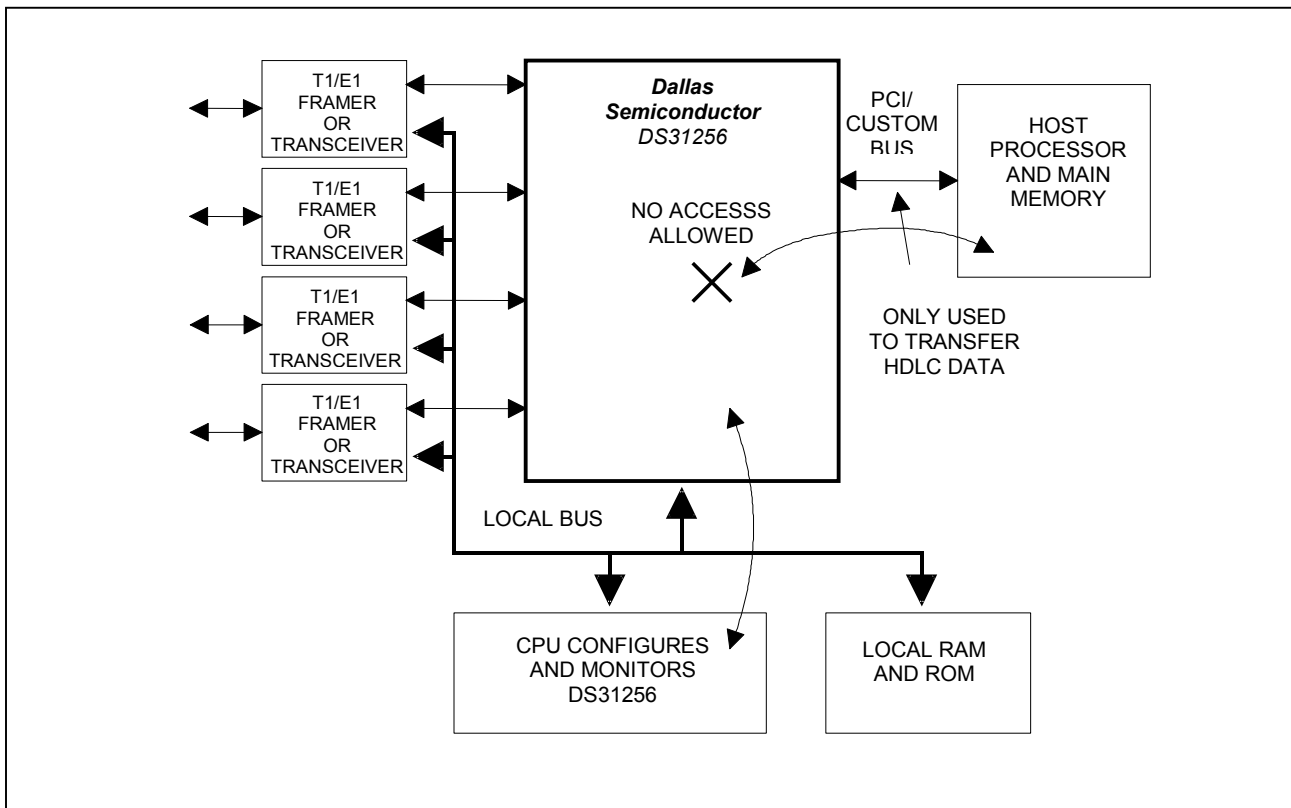 T1/E1
FRAMER
OR
TRANSCEIVER
T1/E1
FRAMER
OR
TRANSCEIVER
T1/E1
FRAMER
OR
TRANSCEIVER
T1/E1
FRAMER
OR
TRANSCEIVER
Dallas
Semiconductor
DS31256
NO ACCESSS
ALLOWED
PCI/
CUSTOM
BUS
HOST
PROCESSOR
AND MAIN
MEMORY
ONLY USED
TO TRANSFER
HDLC DATA
LOCAL BUS
CPU CONFIGURES
AND MONITORS
DS31256
LOCAL RAM
AND ROM